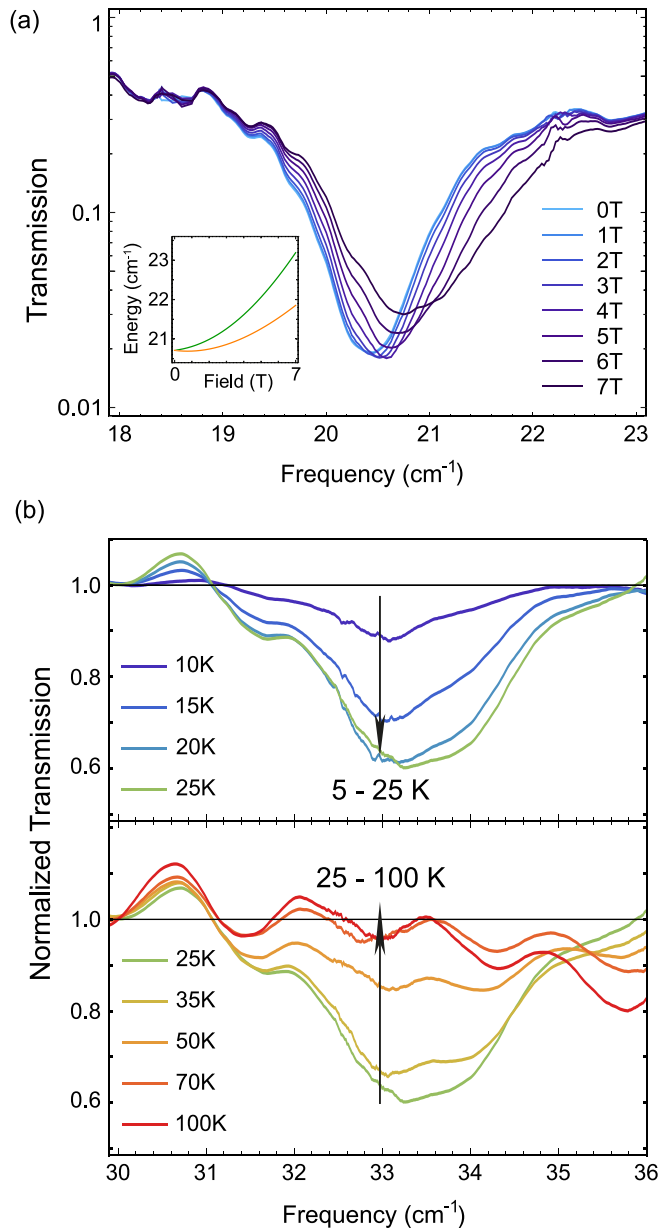 (a)
1
0.1
0.01
Transmission
0T
1T
2T
3T
4T
5T
6T
7T
23
22
21
Energy (cm-1)
0
7
Field (T)
18
19
20
21
22
23
Frequency (cm-1)
(b)
1.0
0.8
0.6
10K
15K
20K
25K
5 - 25 K
Normalized Transmission
25 - 100 K
1.0
0.8
0.6
25K
35K
50K
70K
100K
30
31
32
33
34
35
36
Frequency (cm-1)